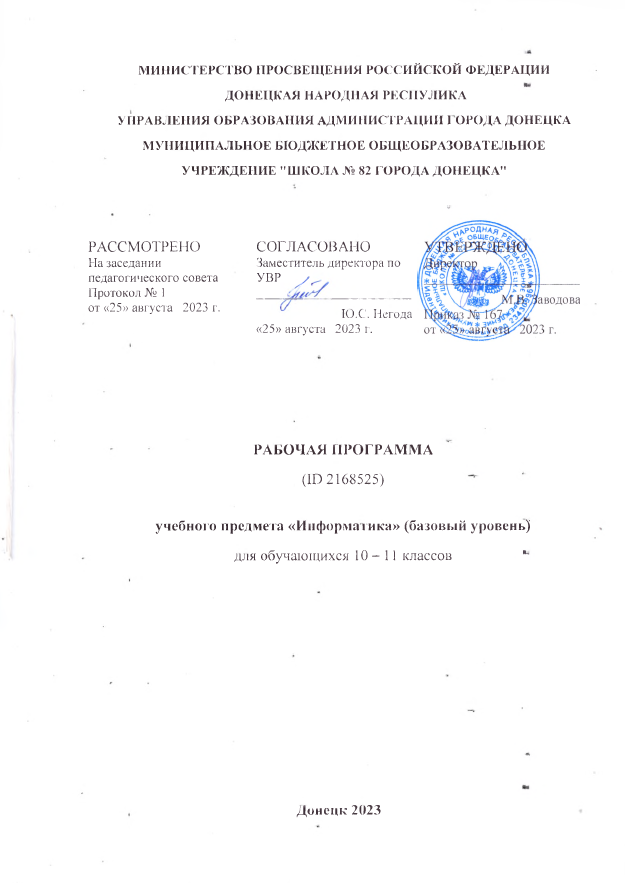 МИНИСТЕРСТВО ПРОСВЕЩЕНИЯ РОССИЙСКОЙ ФЕДЕРАЦИИ
ДОНЕЦКАЯ НАРОДНАЯ РЕСПУЛИКА
УПРАВЛЕНИЯ ОБРАЗОВАНИЯ АДМИНИСТРАЦИИ ГОРОДА ДОНЕЦКА
МУНИЦИПАЛЬНОЕ БЮДЖЕТНОЕ ОБЩЕОБРАЗОВАТЕЛЬНОЕ
УЧРЕЖДЕНИЕ "ШКОЛА № 82 ГОРОДА ДОНЕЦКА"
РАССМОТРЕНО
На заседании
педагогического совета
Протокол № 1
от «25» августа 2023 г.
СОГЛАСОВАНО
Заместитель директора по
УВР
Ю.С. Негода
«25» августа 2023 г.
УТВЕРЖДЕНО
Директор
М.В. Заводова
Приказ № 167
от «25» августа 2023 г.
РАБОЧАЯ ПРОГРАММА
(ID 2168525)
учебного предмета «Информатика» (базовый уровень)
для обучающихся 10 – 11 классов
Донецк 2023